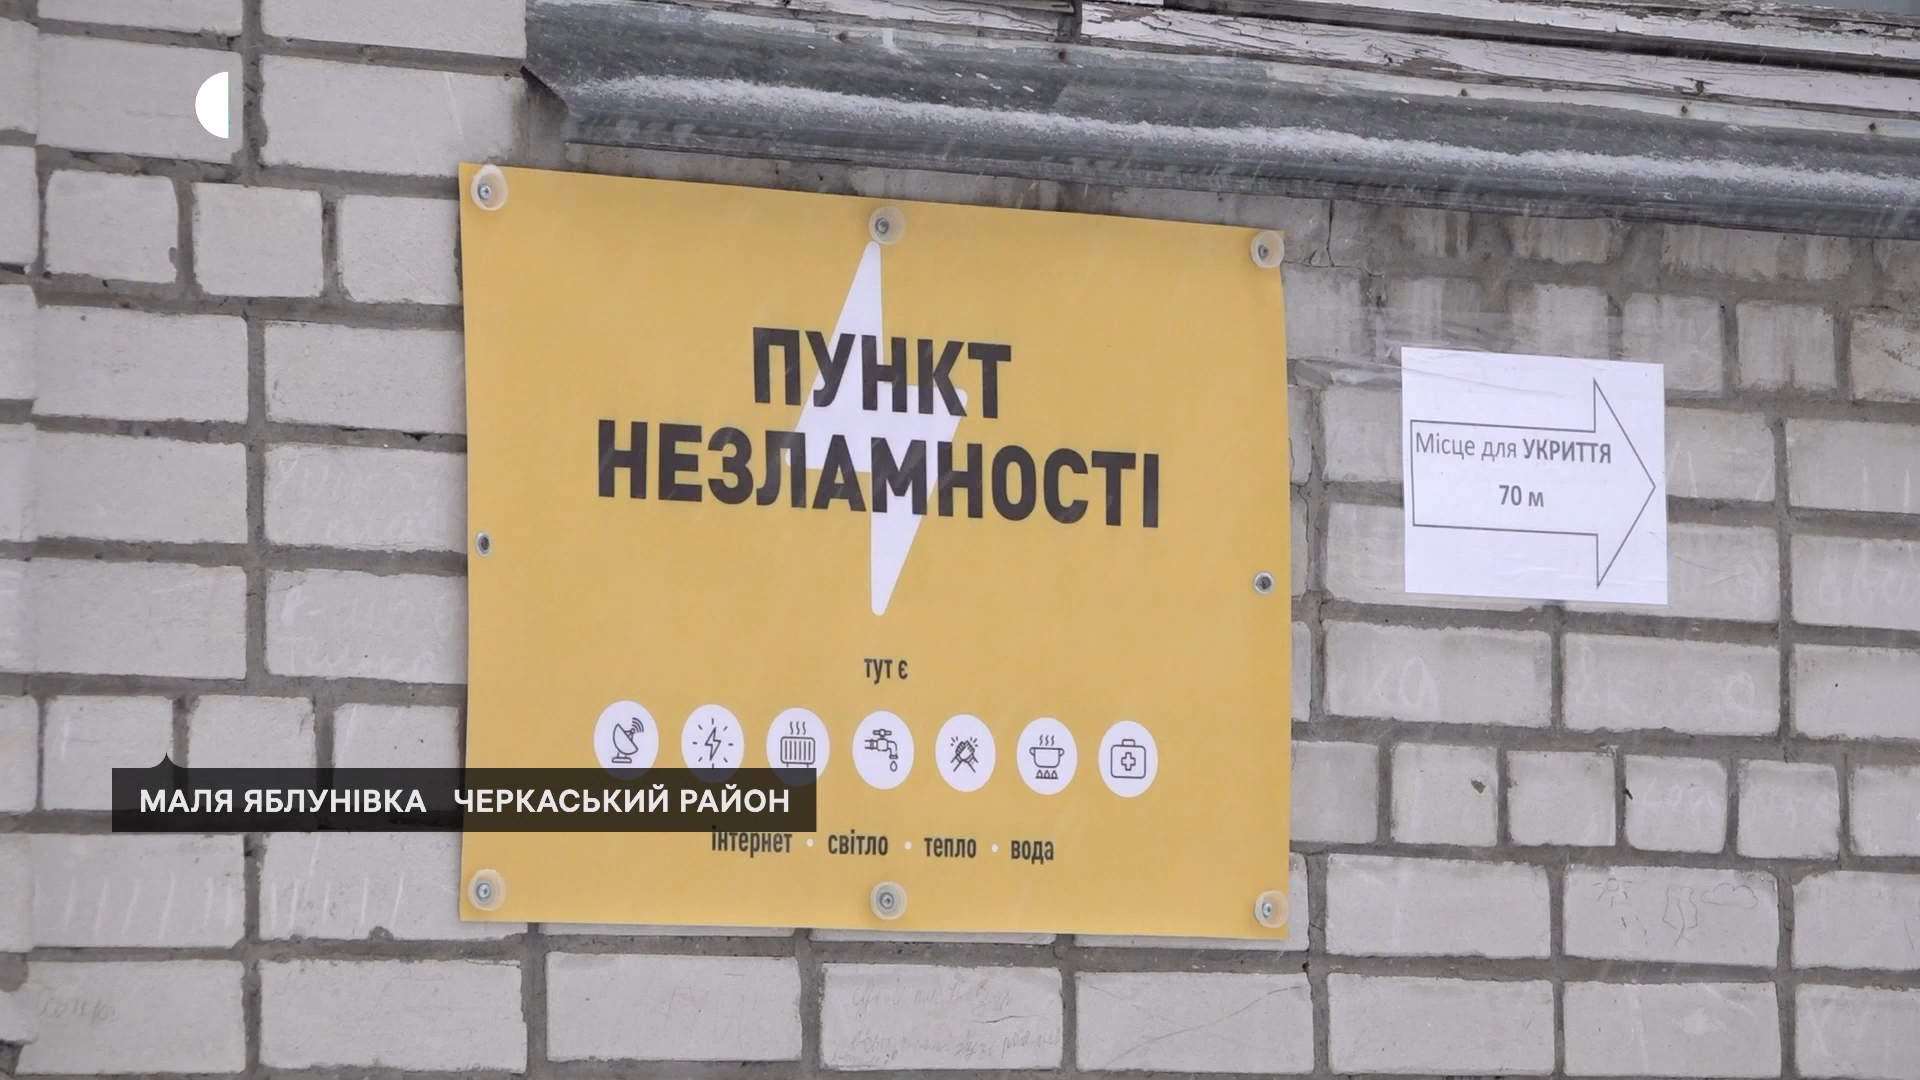 ПУНКТ
НЕЗЛАМНОСТІ
тут є
інтернет • світло • тепло • вода
Місце для УКРИТТЯ
70 м
МАЛЯ ЯБЛУНІВКА ЧЕРКАСЬКИЙ РАЙОН